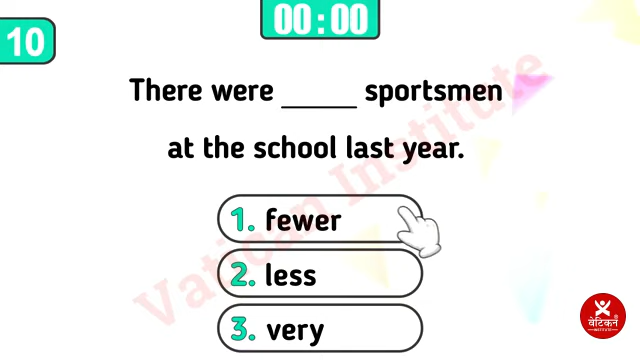 00:00
10
There were _____ sportsmen
at the school last year.
1. fewer
2. less
3. very
Vatican Institute
वेटिकन
INSTITUTE